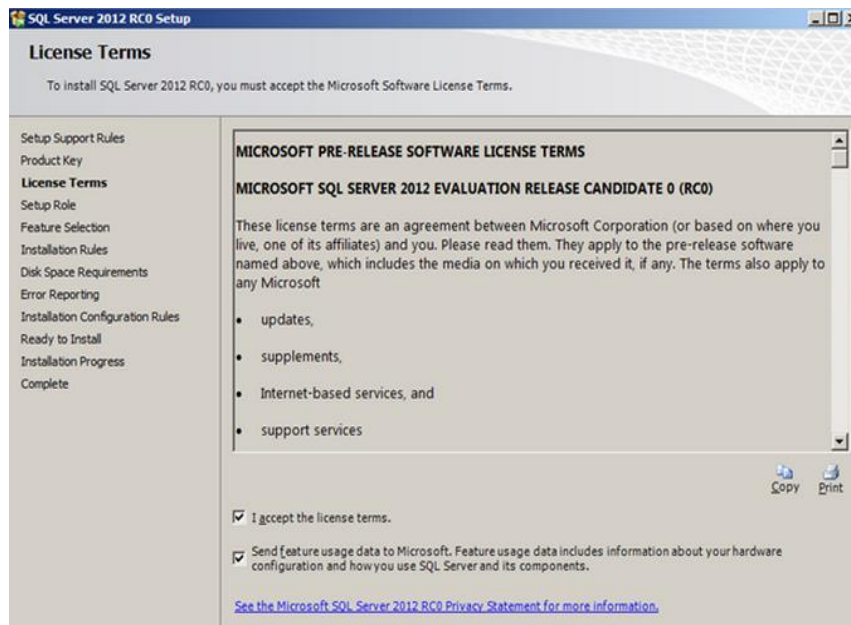 SQL Server 2012 RC0 Setup
License Terms
To install SQL Server 2012 RC0, you must accept the Microsoft Software License Terms.
Setup Support Rules
Product Key
License Terms
Setup Role
Feature Selection
Installation Rules
Disk Space Requirements
Error Reporting
Installation Configuration Rules
Ready to Install
Installation Progress
Complete
MICROSOFT PRE-RELEASE SOFTWARE LICENSE TERMS
MICROSOFT SQL SERVER 2012 EVALUATION RELEASE CANDIDATE 0 (RC0)
These license terms are an agreement between Microsoft Corporation (or based on where you
live, one of its affiliates) and you. Please read them. They apply to the pre-release software
named above, which includes the media on which you received it, if any. The terms also apply to
any Microsoft
• updates,
• supplements,
• Internet-based services, and
• support services
Copy Print
I accept the license terms.
Send feature usage data to Microsoft. Feature usage data includes information about your hardware
configuration and how you use SQL Server and its components.
See the Microsoft SQL Server 2012 RC0 Privacy Statement for more information.